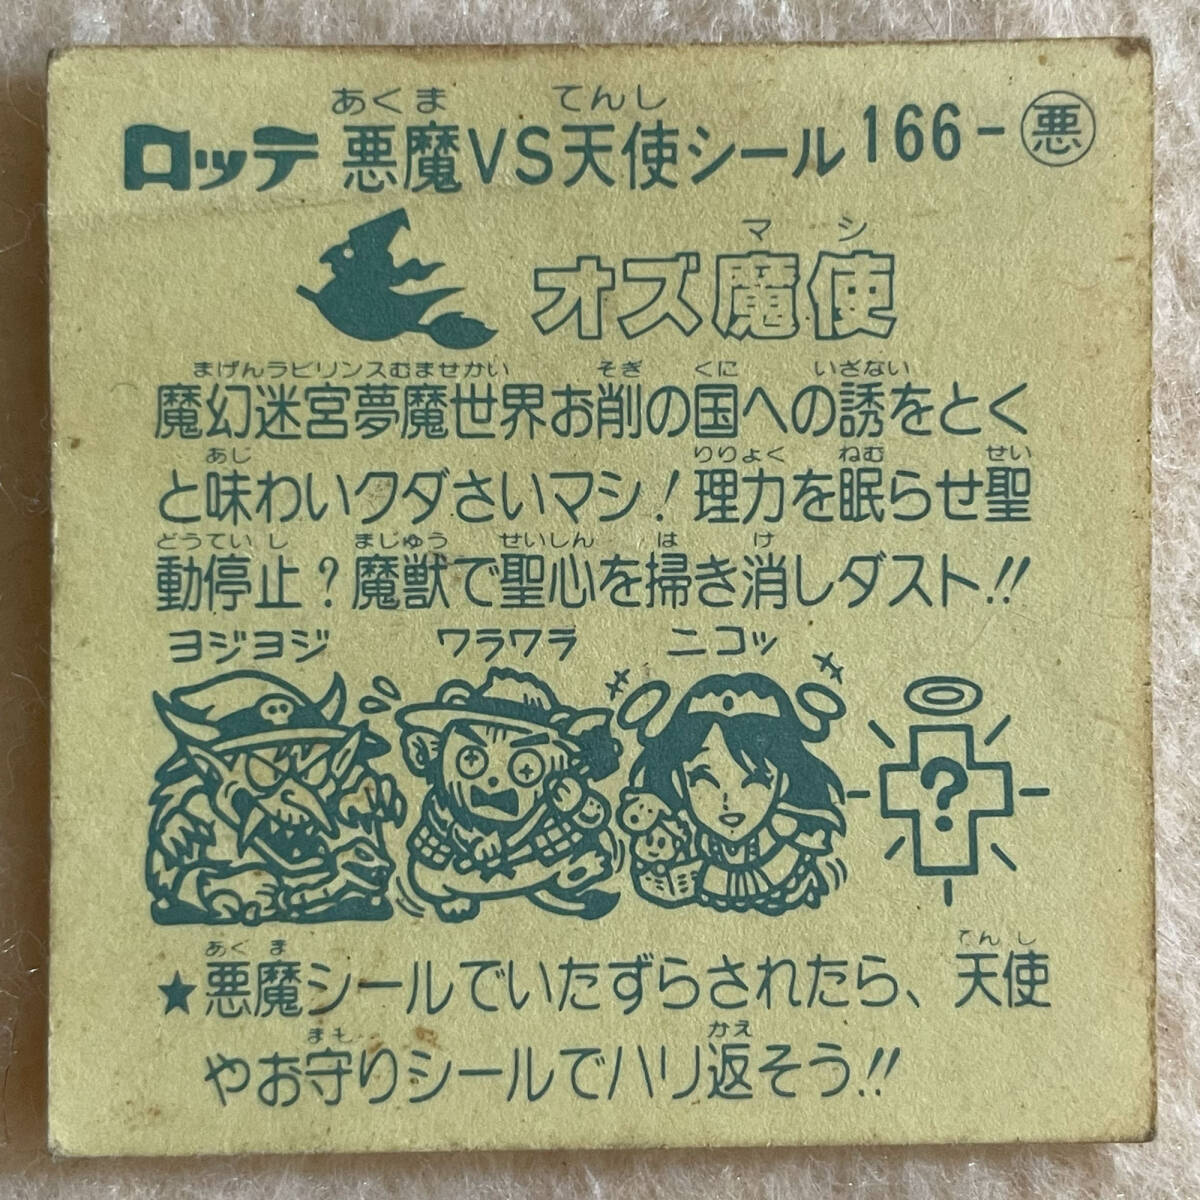 あくま てんし
ロッテ 悪魔VS天使シール 166-悪
マシ
オズ魔使
まげんラビリンスむませかい そぎ くに いざない
魔幻迷宮夢魔世界お削の国への誘をとく
あじ りりょく ねむ せい
と味わいクダさいマシ!理力を眠らせ聖
どうていし まじゅう せいしん は け
動停止?魔獣で聖心を掃き消しダスト!!
ヨジヨジ ワラワラ ニコッ
?
あくま てんし
★悪魔シールでいたずらされたら、天使
まも かえ
やお守りシールでハリ返そう!!